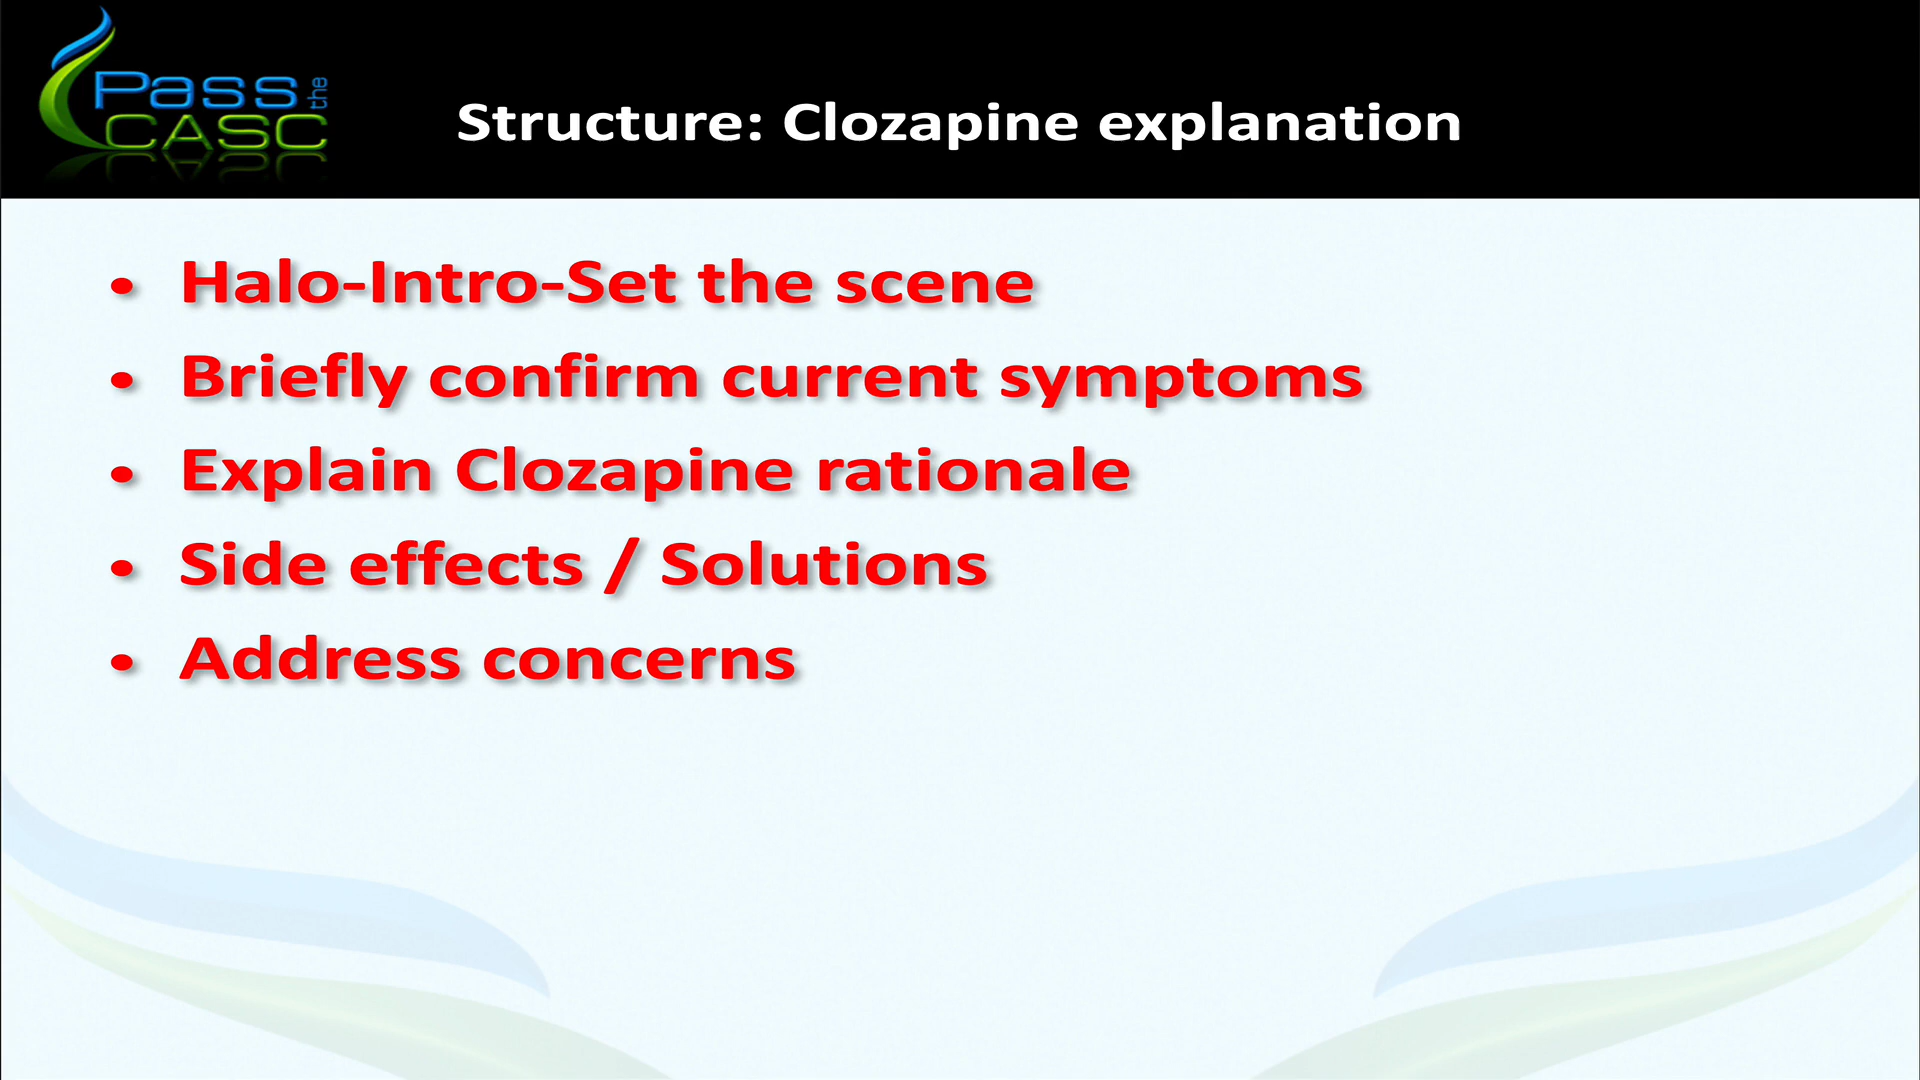 Pass the
CASC
Structure: Clozapine explanation
• Halo-Intro-Set the scene
• Briefly confirm current symptoms
• Explain Clozapine rationale
• Side effects / Solutions
• Address concerns